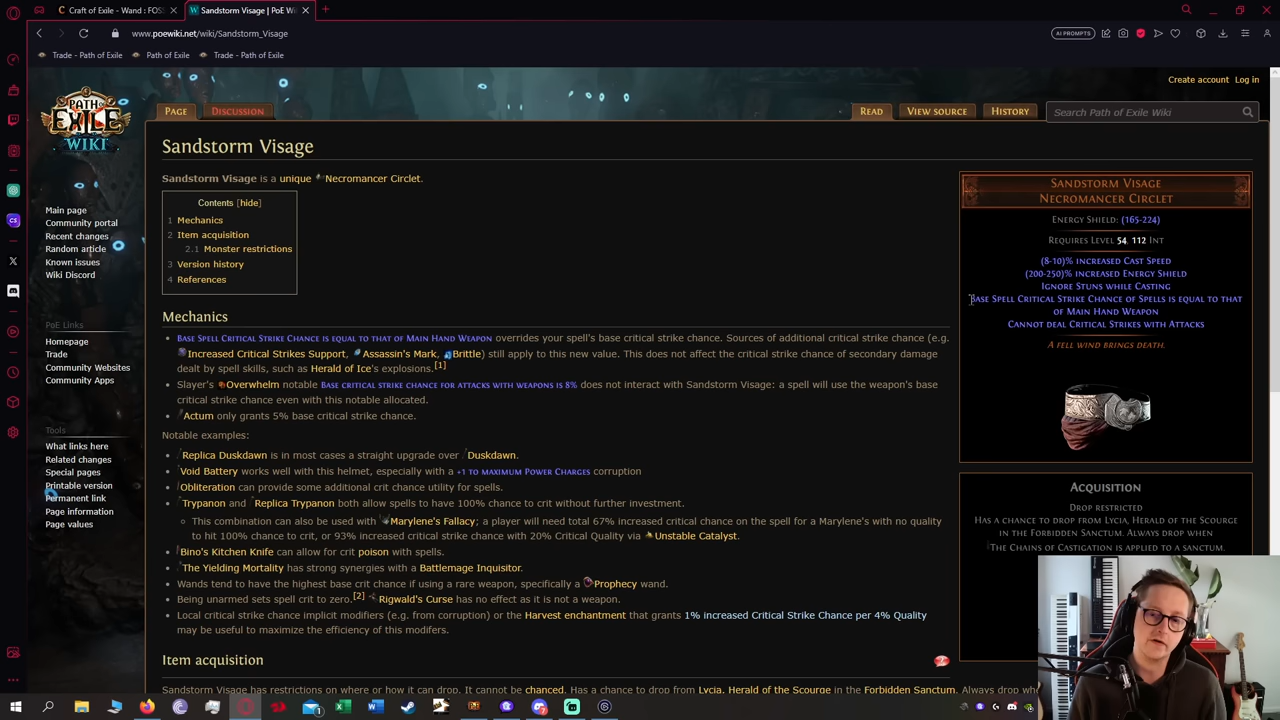 Craft of Exile - Wand : FOSS
Sandstorm Visage | PoE Wi
www.poewiki.net/wiki/Sandstorm_Visage
AI PROMPTS
Trade - Path of Exile
Path of Exile
Trade - Path of Exile
Create account Log in
PATH OF EXILE WIKI
PAGE DISCUSSION
READ VIEW SOURCE HISTORY
Search Path of Exile Wiki
Sandstorm Visage
Sandstorm Visage is a unique Necromancer Circlet.
Contents [hide]
1 Mechanics
2 Item acquisition
2.1 Monster restrictions
3 Version history
4 References
Main page
Community portal
Recent changes
Random article
Known issues
Wiki Discord
PoE Links
Homepage
Trade
Community Websites
Community Apps
Tools
What links here
Related changes
Special pages
Printable version
Permanent link
Page information
Page values
Mechanics
Base Spell Critical Strike Chance is equal to that of Main Hand Weapon overrides your spell's base critical strike chance. Sources of additional critical strike chance (e.g.
Increased Critical Strikes Support, Assassin's Mark, Brittle) still apply to this new value. This does not affect the critical strike chance of secondary damage
dealt by spell skills, such as Herald of Ice's explosions.[1]
Slayer's Overwhelm notable Base critical strike chance for attacks with weapons is 8% does not interact with Sandstorm Visage: a spell will use the weapon's base
critical strike chance even with this notable allocated.
Actum only grants 5% base critical strike chance.
Notable examples:
Replica Duskdawn is in most cases a straight upgrade over Duskdawn.
Void Battery works well with this helmet, especially with a +1 to maximum Power Charges corruption
Obliteration can provide some additional chance utility for spells.
Trypanon and Replica Trypanon both allow spells to have 100% chance to crit without further investment.
This combination can also be used with Marylene's Fallacy; a player will need total 67% increased critical chance on the spell for a Marylene's with no quality
to hit 100% chance to crit, or 93% increased critical strike chance with 20% Critical Quality via Unstable Catalyst.
Bino's Kitchen Knife can allow for crit poison with spells.
The Yielding Mortality has strong synergies with a Battlemage Inquisitor.
Wands tend to have the highest base crit chance if using a rare weapon, specifically a Prophecy wand.
Being unarmed sets spell crit to zero.[2] Rigwald's Curse has no effect as it is not a weapon.
Local critical strike chance implicit modifiers (e.g. from corruption) or the Harvest enchantment that grants 1% increased Critical Strike Chance per 4% Quality
may be useful to maximize the efficiency of this modifers.
Item acquisition
Sandstorm Visage has restrictions on where or how it can drop. It cannot be chanced. Has a chance to drop from Lycia, Herald of the Scourge in the Forbidden Sanctum. Always drop
Sandstorm Visage
Necromancer Circlet
Energy Shield: (165-224)
Requires Level 54, 112 Int
(8-10)% increased Cast Speed
(200-250)% increased Energy Shield
Ignore Stuns while Casting
Base Spell Critical Strike Chance of Spells is equal to that
of Main Hand Weapon
Cannot deal Critical Strikes with Attacks
A fell wind brings death.
Acquisition
Drop restricted
Has a chance to drop from Lycia, Herald of the Scourge
in the Forbidden Sanctum. Always drop when
The Chains of Castigation is applied to a sanctum.